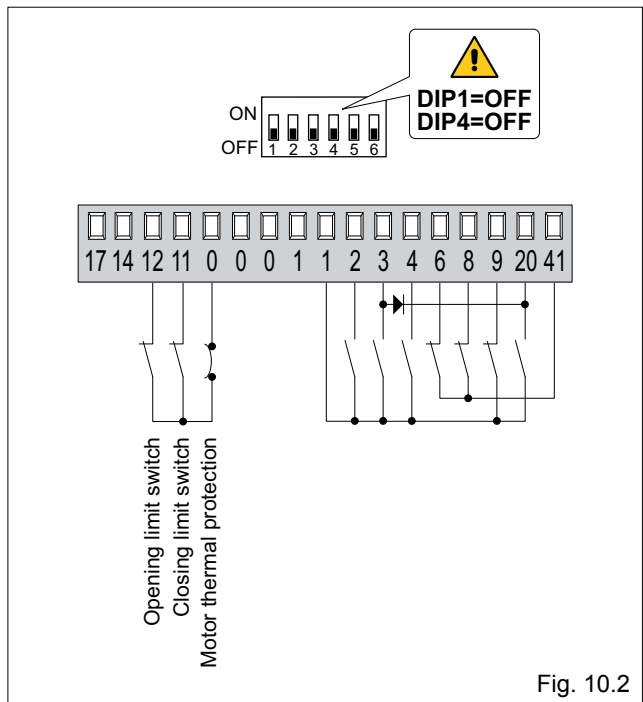 DIP1=OFF
DIP4=OFF
ON
OFF
1 2 3 4 5 6
17 14 12 11 0 0 0 1 1 2 3 4 6 8 9 20 41
Opening limit switch
Closing limit switch
Motor thermal protection
Fig. 10.2